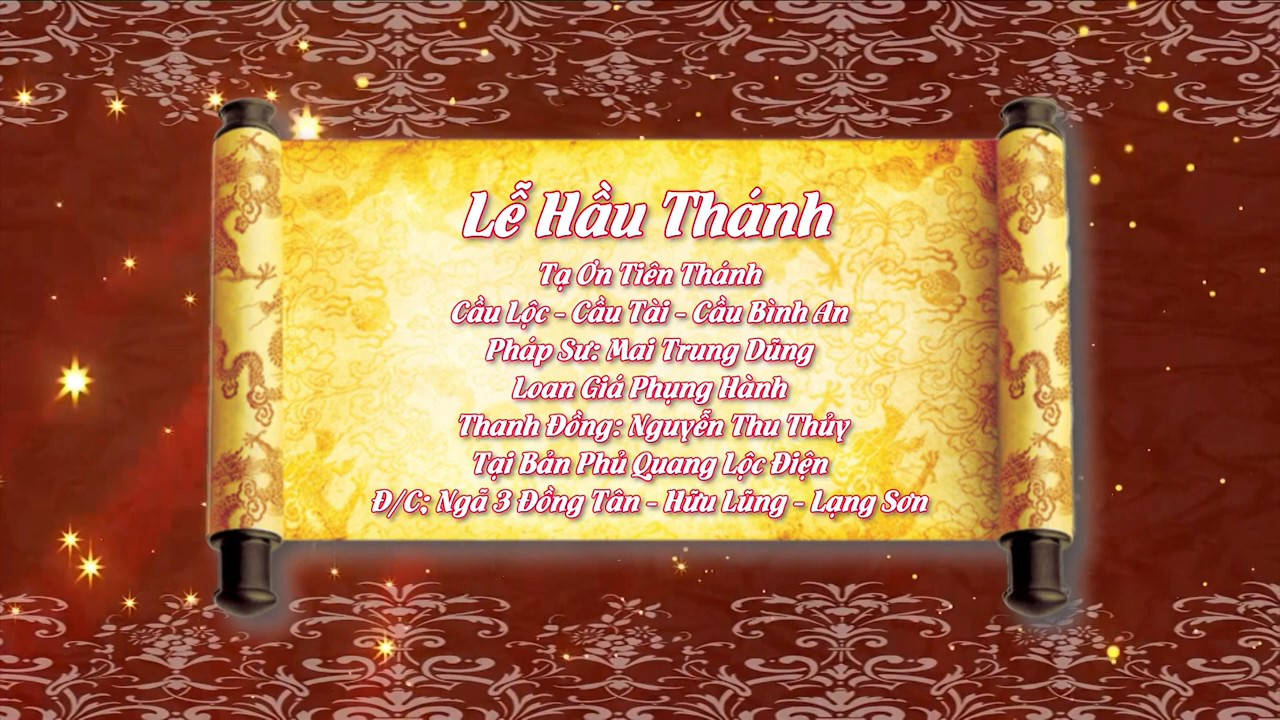 Lễ Hầu Thánh
Tạ Ơn Tiên Thánh
Cầu Lộc - Cầu Tài - Cầu Bình An
Pháp Sư: Mai Trung Dũng
Loan Giá Phụng Hành
Thanh Đồng: Nguyễn Thu Thủy
Tại Bản Phủ Quang Lộc Điện
Đ/C: Ngã 3 Đồng Tân - Hữu Lũng - Lạng Sơn